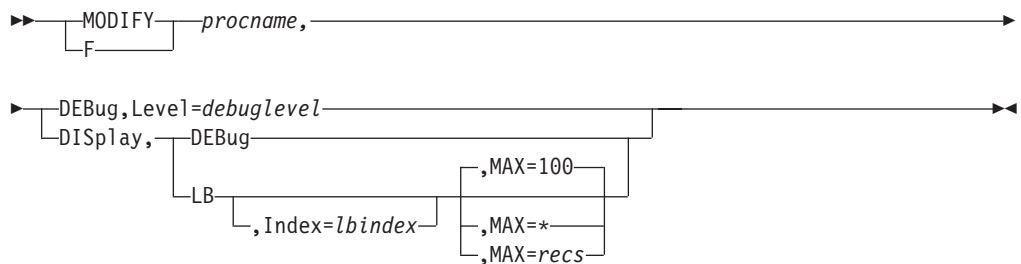 MODIFY procname,
F
DEBug,Level=debuglevel
DISplay, DEBug
,MAX=100
LB
,Index=lbindex ,MAX=*
,MAX=recs